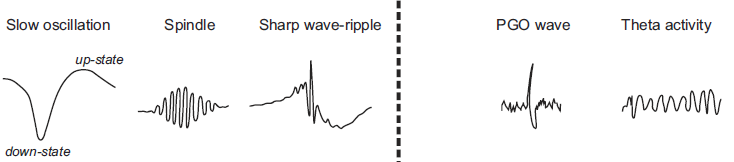 Slow oscillation
Spindle
Sharp wave-ripple
PGO wave
Theta activity
up-state
down-state